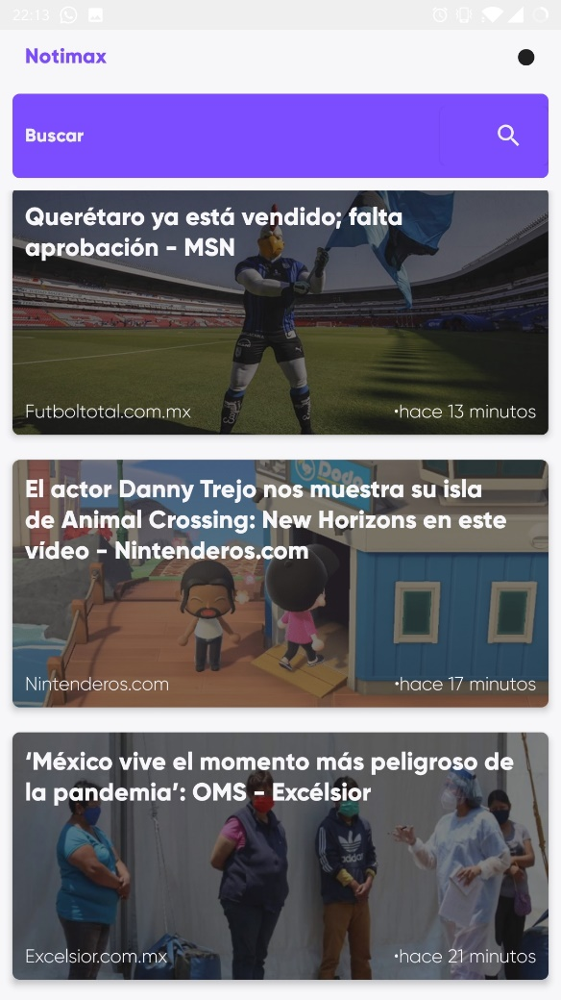 22:13
Notimax
Buscar
Querétaro ya está vendido; falta
aprobación - MSN
Futboltotal.com.mx
•hace 13 minutos
Dodo
El actor Danny Trejo nos muestra su isla
de Animal Crossing: New Horizons en este
vídeo - Nintenderos.com
Nintenderos.com
•hace 17 minutos
‘México vive el momento más peligroso de
la pandemia’: OMS - Excélsior
adidas
Excelsior.com.mx
•hace 21 minutos